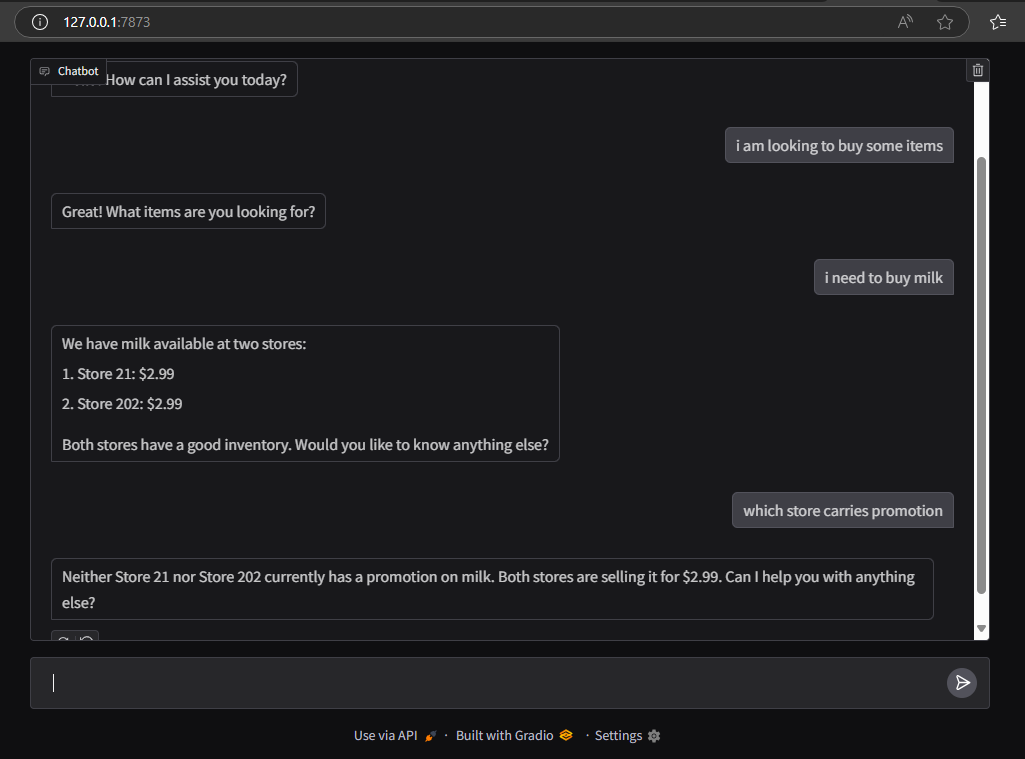 127.0.0.1:7873
Chatbot
How can I assist you today?
i am looking to buy some items
Great! What items are you looking for?
i need to buy milk
We have milk available at two stores:
1. Store 21: $2.99
2. Store 202: $2.99
Both stores have a good inventory. Would you like to know anything else?
which store carries promotion
Neither Store 21 nor Store 202 currently has a promotion on milk. Both stores are selling it for $2.99. Can I help you with anything
else?
Use via API · Built with Gradio · Settings